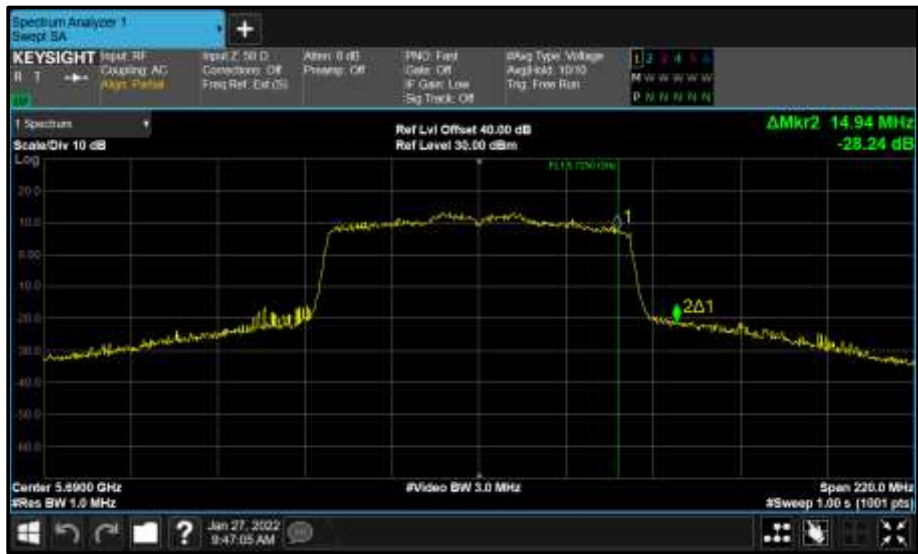 Spectrum Analyzer 1
Swept SA
+
KEYSIGHT Input: RF Input Z: 50 Ω Atten: 0 dB PNO: Fast #Avg Type: Voltage 1 2 3 4 5 6
R T Coupling: AC Corrections: Off Preamp: Off Gate: Off Avg|Hold: 10/10 M W W W W W W
Align: Partial Freq Ref: Ext (S) IF Gain: Low Trig: Free Run
Sig Track: Off P N N N N N N
1 Spectrum ΔMkr2 14.94 MHz
Ref Lvl Offset 40.00 dB
Scale/Div 10 dB Ref Level 30.00 dBm -28.24 dB
Log
20.0
10.0
0.00
-10.0
-20.0
-30.0
-40.0
-50.0
-60.0
1
2Δ1
Center 5.6900 GHz #Video BW 3.0 MHz Span 220.0 MHz
#Res BW 1.0 MHz #Sweep 1.00 s (1001 pts)
? Jan 27, 2022
9:47:05 AM